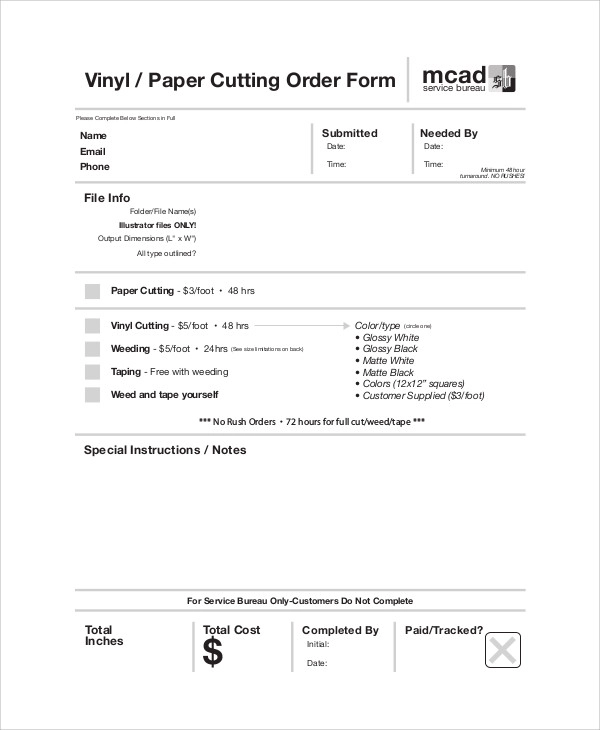 Vinyl / Paper Cutting Order Form
mcad
service bureau
Please Complete Below Sections in Full
Name
Email
Phone
Submitted
Date:
Time:
Needed By
Date:
Time:
Minimum 48 hour
turnaround. NO RUSHES!
File Info
Folder/File Name(s)
Illustrator files ONLY!
Output Dimensions (L" x W")
All type outlined?
Paper Cutting - $3/foot • 48 hrs
Vinyl Cutting - $5/foot • 48 hrs
Weeding - $5/foot • 24hrs (See size limitations on back)
Taping - Free with weeding
Weed and tape yourself
Color/type (circle one)
• Glossy White
• Glossy Black
• Matte White
• Matte Black
• Colors (12x12" squares)
• Customer Supplied ($3/foot)
*** No Rush Orders • 72 hours for full cut/weed/tape ***
Special Instructions / Notes
For Service Bureau Only-Customers Do Not Complete
Total
Inches
Total Cost
$
Completed By
Initial:
Date:
Paid/Tracked?